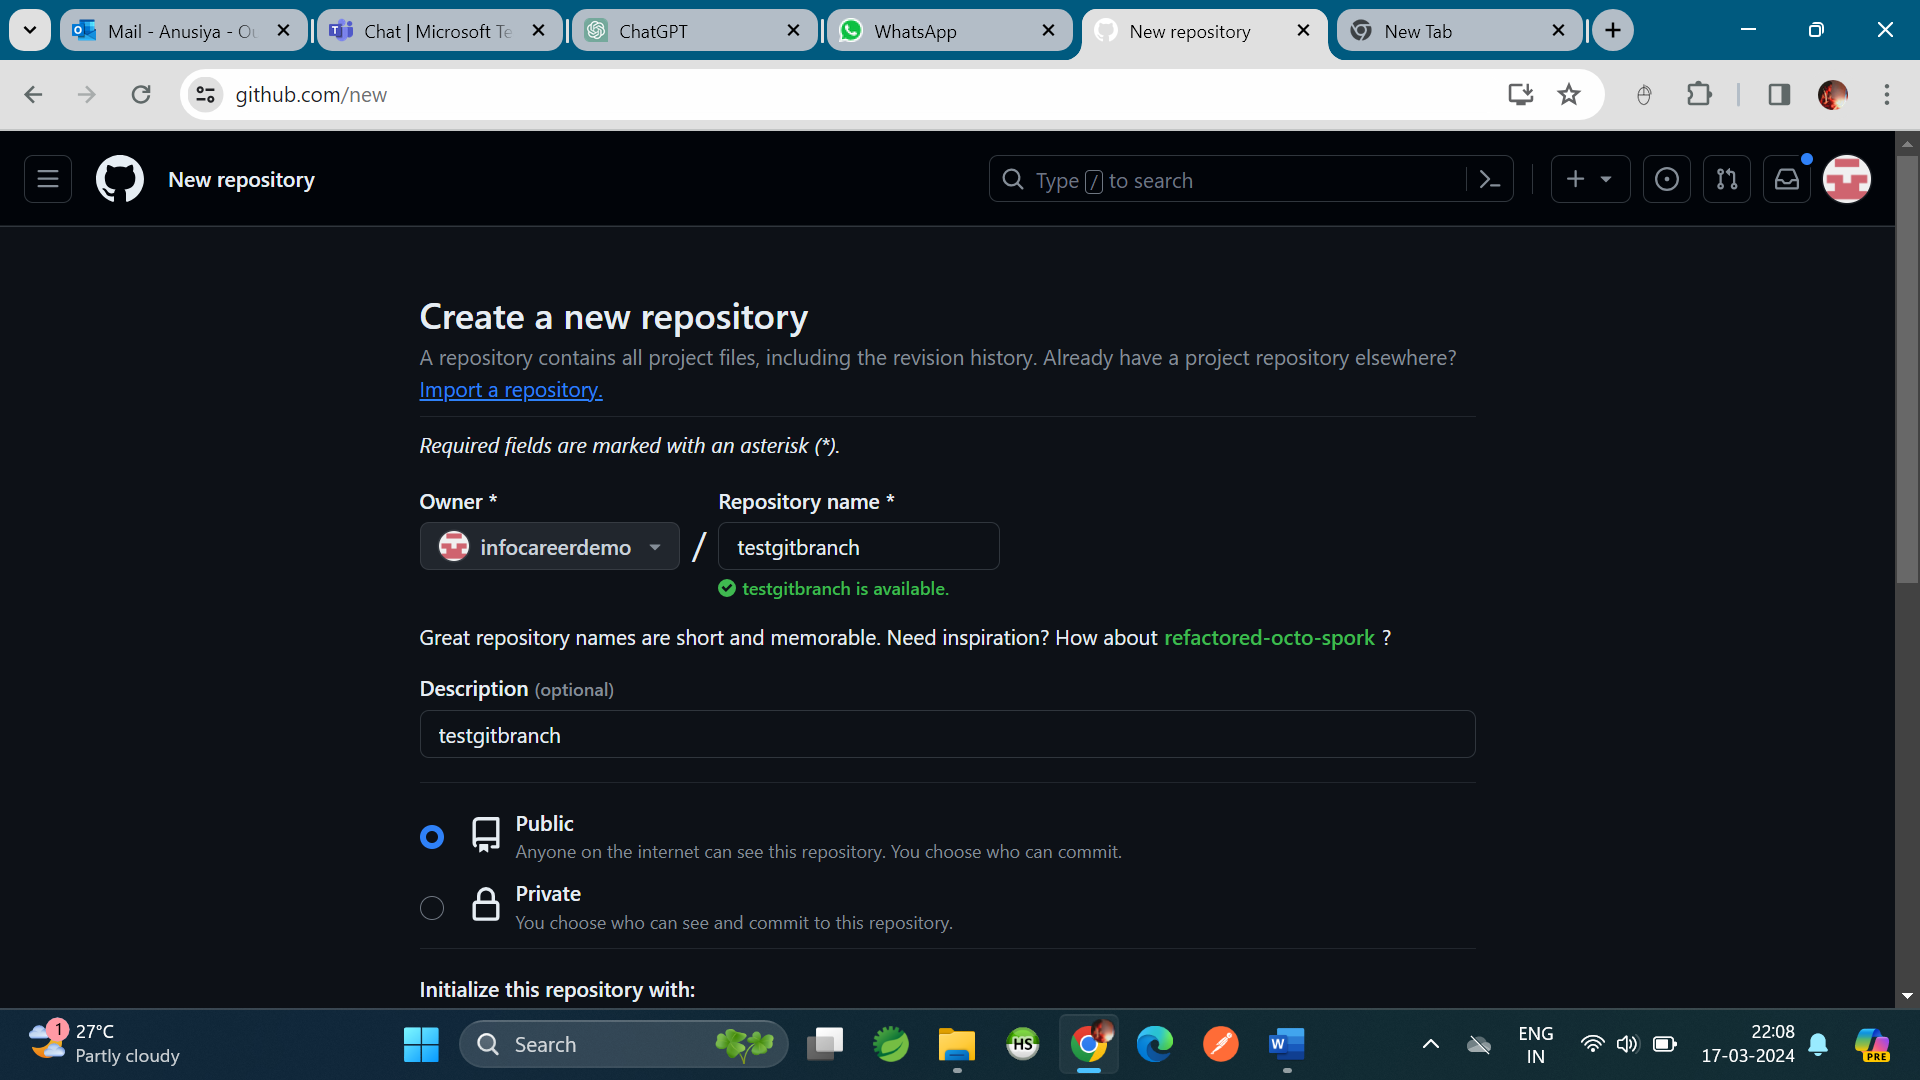 Mail - Anusiya - Ou
Chat | Microsoft Te
ChatGPT
WhatsApp
New repository
New Tab
github.com/new
New repository
Type / to search
Create a new repository
A repository contains all project files, including the revision history. Already have a project repository elsewhere?
Import a repository.
Required fields are marked with an asterisk (*).
Owner *
Repository name *
infocareerdemo
/
testgitbranch
testgitbranch is available.
Great repository names are short and memorable. Need inspiration? How about refactored-octo-spork ?
Description (optional)
testgitbranch
Public
Anyone on the internet can see this repository. You choose who can commit.
Private
You choose who can see and commit to this repository.
Initialize this repository with:
1
27°C
Partly cloudy
Search
HS
W
ENG
IN
22:08
17-03-2024
PRE